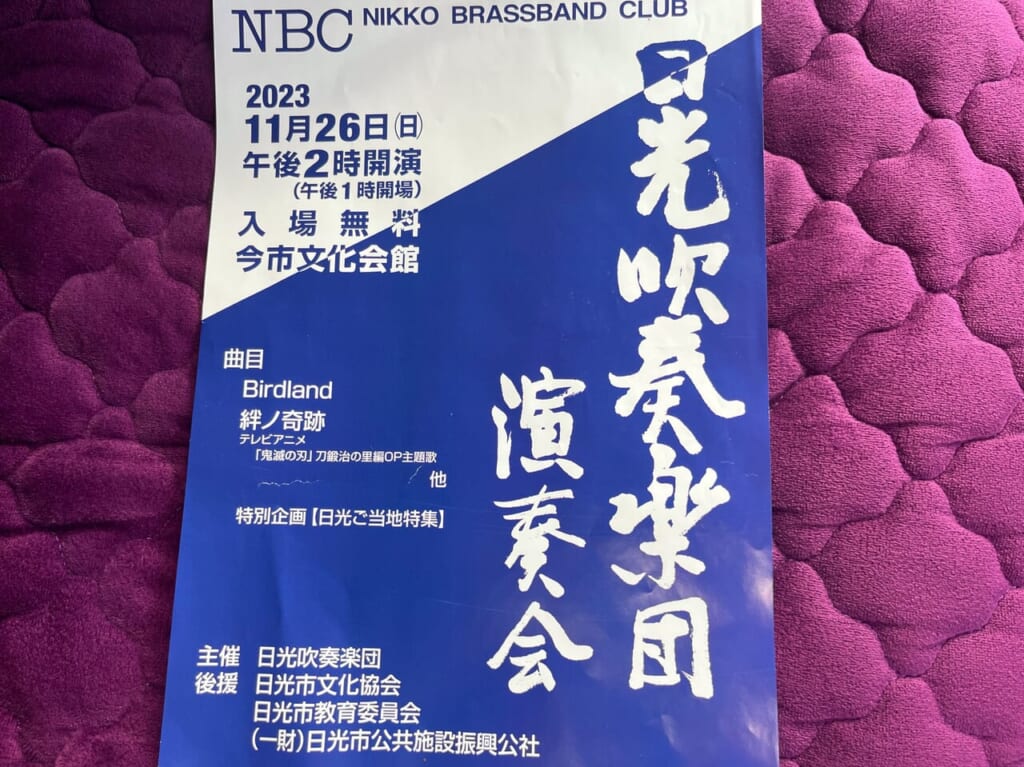 NBC NIKKO BRASSBAND CLUB
日光吹奏楽団
演奏会
2023
11月26日(日)
午後2時開演
(午後1時開場)
入場無料
今市文化会館
曲目
Birdland
絆ノ奇跡
テレビアニメ
「鬼滅の刃」刀鍛冶の里編OP主題歌
他
特別企画【日光ご当地特集】
主催 日光吹奏楽団
後援 日光市文化協会
日光市教育委員会
(一財)日光市公共施設振興公社